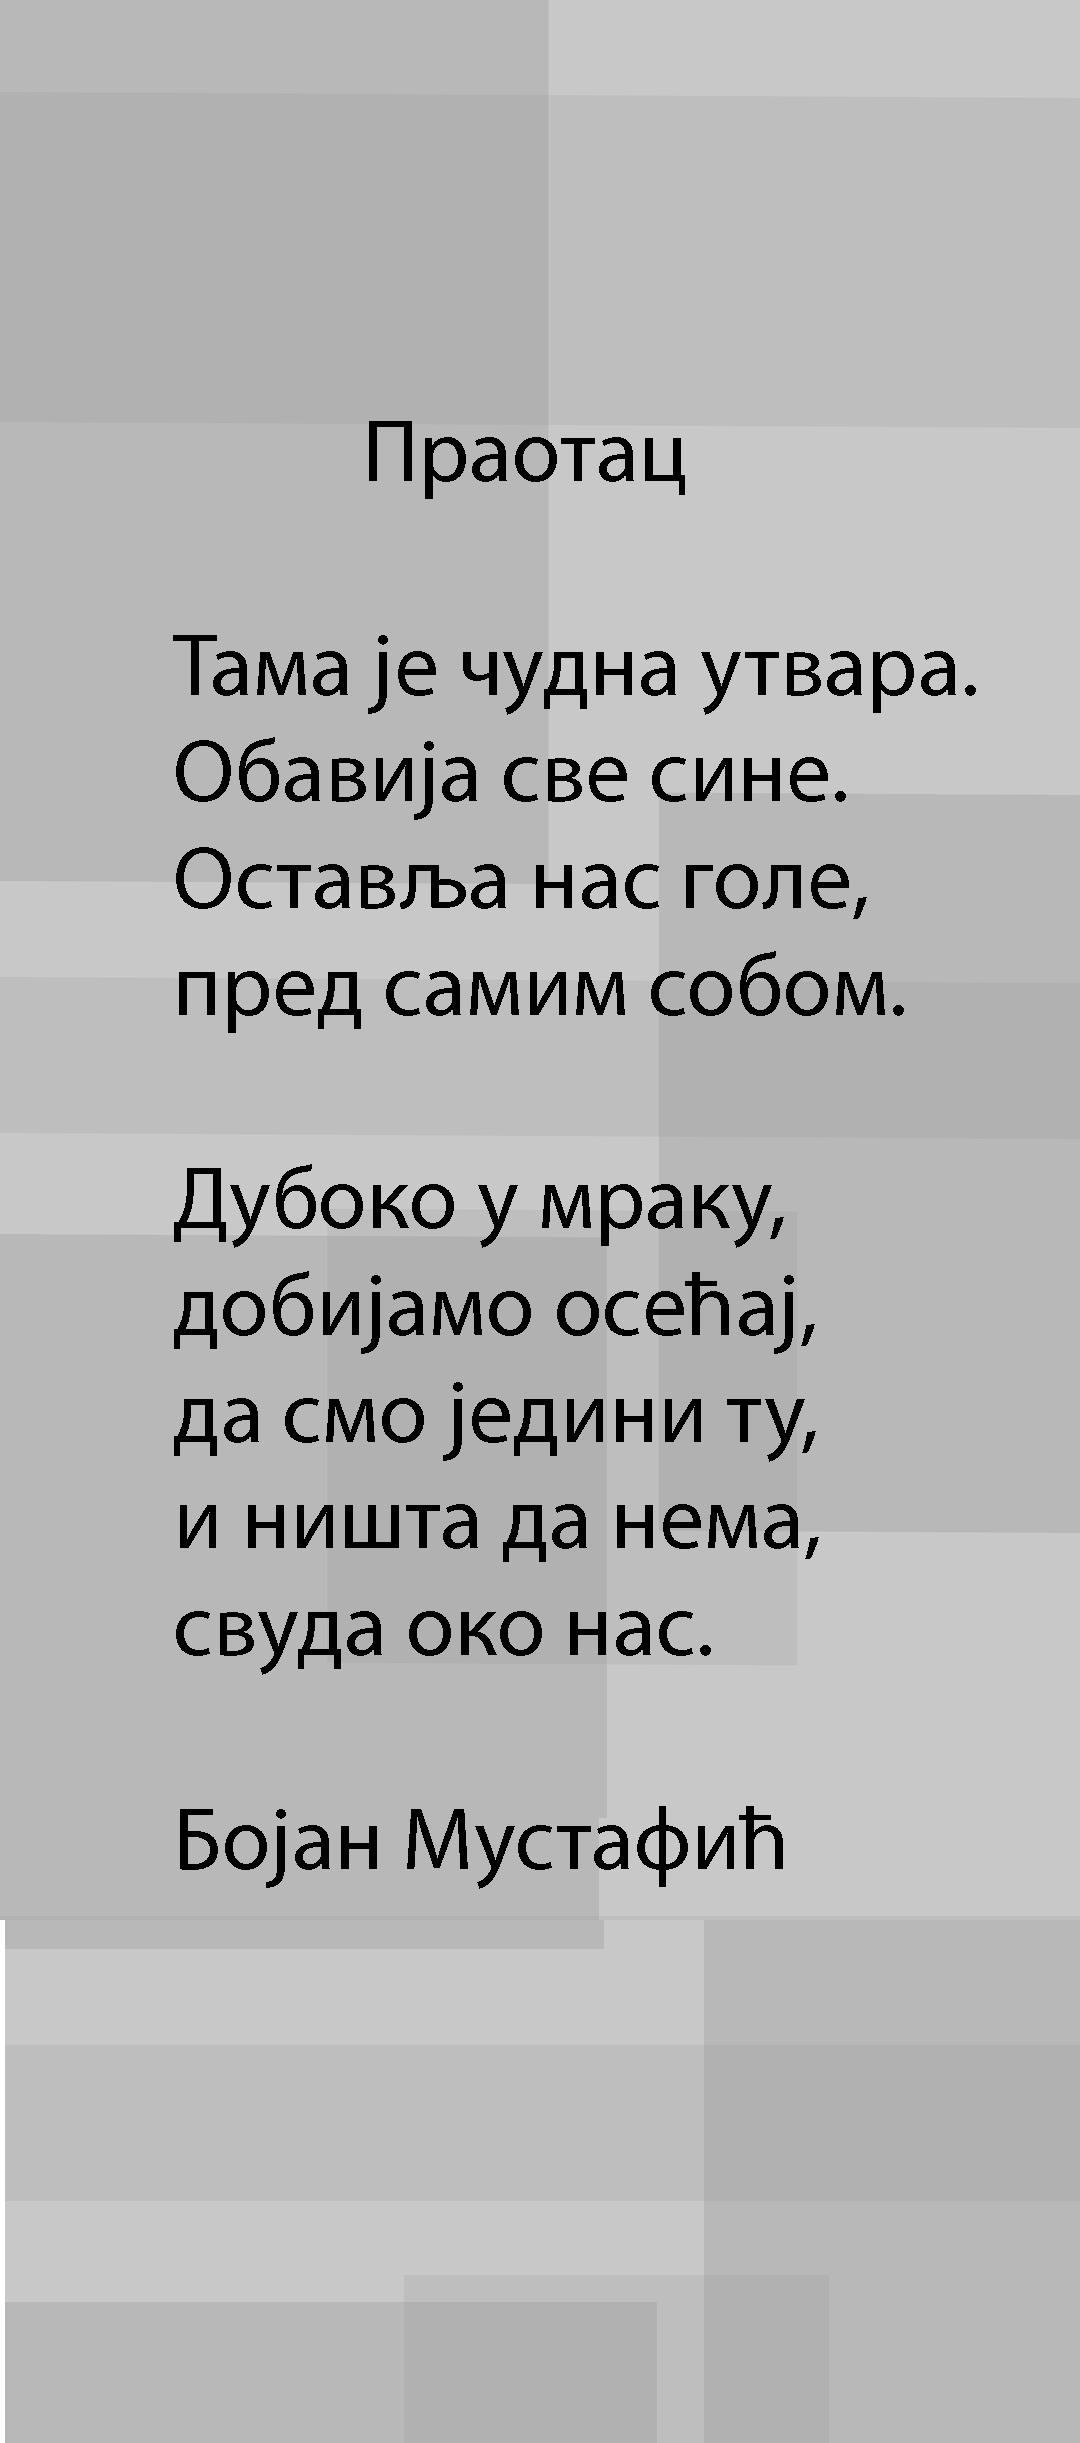 Праотац
Тама је чудна утвара.
Обавија све сине.
Оставља нас голе,
пред самим собом.
Дубоко у мраку,
добијамо осећај,
да смо једини ту,
и ништа да нема,
свуда око нас.
Бојан Мустафић